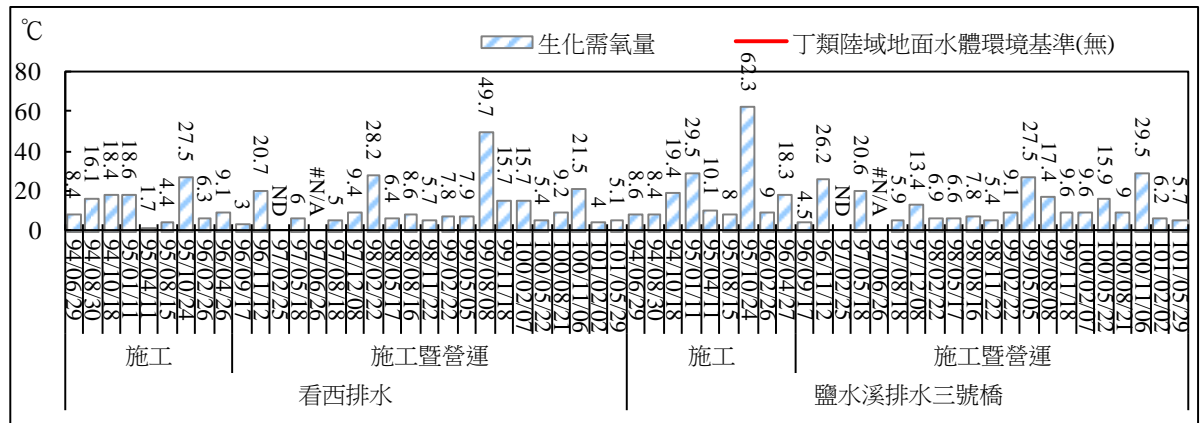 ℃
生化需氧量 丁類陸域地面水體環境基準(無)
80
60
40
20
0
8.4 16.1 18.4 18.6 1.7 4.4 27.5 6.3 9.1 3 20.7 ND 6 #N/A 5 9.4 28.2 6.4 8.6 5.7 7.8 7.9 49.7 15.7 15.7 5.4 9.2 21.5 4 5.1 8.6 8.4 19.4 29.5 10.1 8 62.3 9 18.3 4.5 26.2 ND 20.6 #N/A 5.9 13.4 6.9 6.6 7.8 5.4 9.1 27.5 17.4 9.6 9.6 15.9 9 29.5 6.2 5.7
94/06/29 94/08/30 94/10/18 95/01/11 95/04/11 95/08/15 95/10/24 96/02/26 96/04/26 96/09/17 96/11/12 97/02/25 97/05/18 97/06/26 97/08/18 97/12/08 98/02/22 98/05/17 98/08/16 98/11/22 99/02/22 99/05/05 99/08/08 99/11/18 100/02/07 100/05/22 100/08/21 100/11/06 101/02/02 101/05/29 94/06/29 94/08/30 94/10/18 95/01/11 95/04/11 95/08/15 95/10/24 96/02/26 96/04/27 96/09/17 96/11/12 97/02/25 97/05/18 97/06/26 97/08/18 97/12/08 98/02/22 98/05/17 98/08/16 98/11/22 99/02/22 99/05/05 99/08/08 99/11/18 100/02/07 100/05/22 100/08/21 100/11/06 101/02/02 101/05/29
施工 施工暨營運 施工 施工暨營運
看西排水 鹽水溪排水三號橋